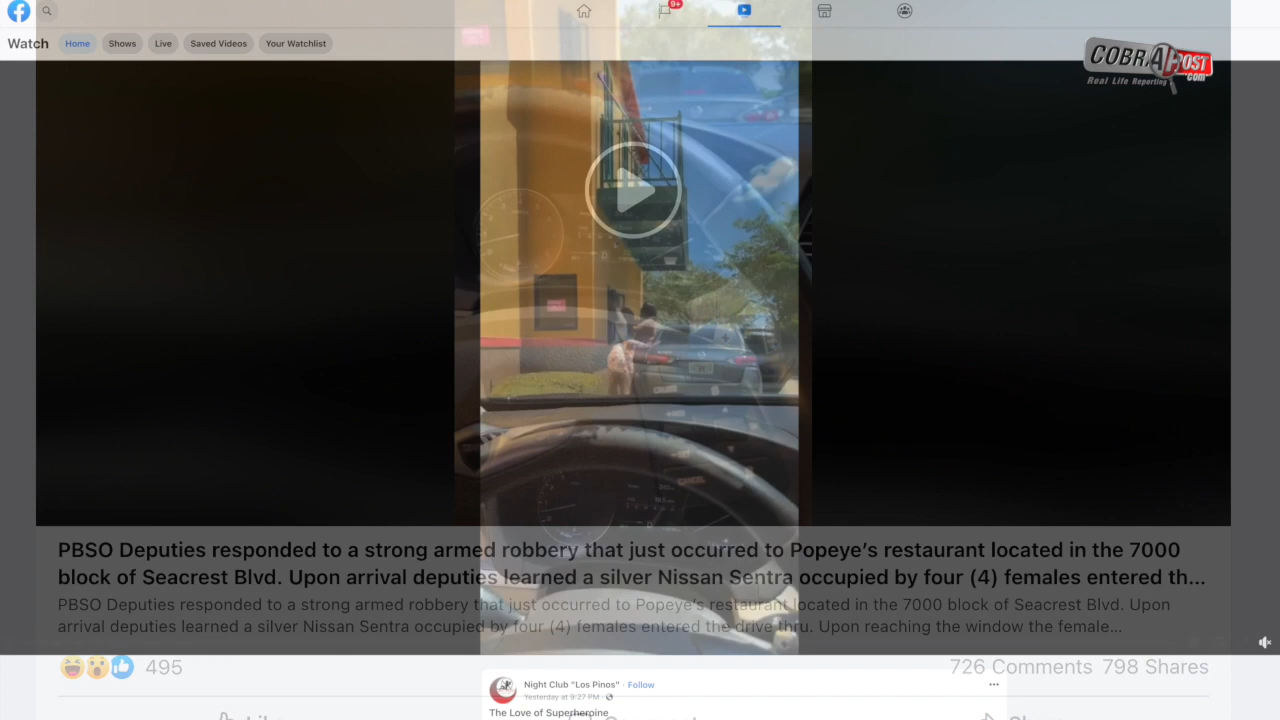 9+
Watch
Home
Shows
Live
Saved Videos
Your Watchlist
COBRAPOST
.com
Real Life Reporting
PBSO Deputies responded to a strong armed robbery that just occurred to Popeye's restaurant located in the 7000
block of Seacrest Blvd. Upon arrival deputies learned a silver Nissan Sentra occupied by four (4) females entered th...
PBSO Deputies responded to a strong armed robbery that just occurred to Popeye's restaurant located in the 7000 block of Seacrest Blvd. Upon
arrival deputies learned a silver Nissan Sentra occupied by four (4) females entered the drive thru. Upon reaching the window the female...
495
726 Comments 798 Shares
Night Club "Los Pinos" · Follow
Yesterday at 9:27 PM ·
The Love of Superheroine
Like
Comment
Share